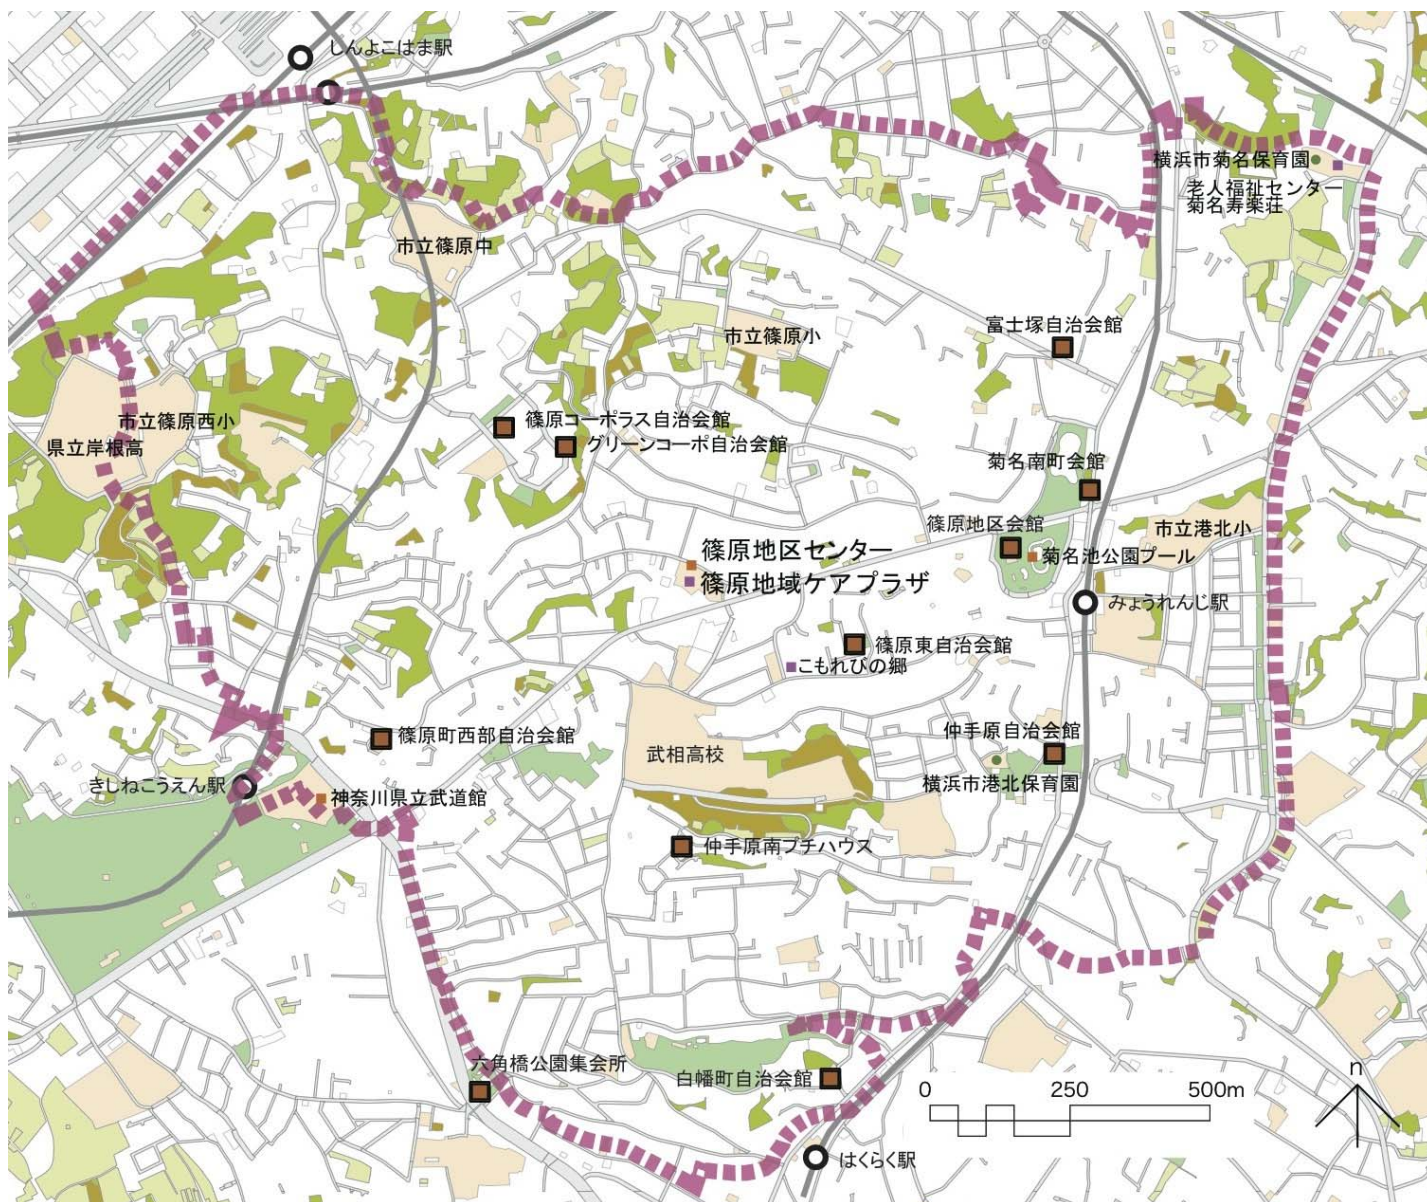 しんよこはま駅
横浜市菊名保育園
老人福祉センター
菊名寿楽荘
市立篠原中
富士塚自治会館
市立篠原小
市立篠原西小
県立岸根高
篠原コーポラス自治会館
グリーンコーポ自治会館
菊名南町会館
篠原地区会館
市立港北小
菊名池公園プール
篠原地区センター
篠原地域ケアプラザ
みょうれんじ駅
篠原東自治会館
こもれびの郷
篠原町西部自治会館
仲手原自治会館
武相高校
横浜市港北保育園
きしねこうえん駅
神奈川県立武道館
仲手原南プチハウス
六角橋公園集会所
白幡町自治会館
0 250 500m
n
はくらく駅